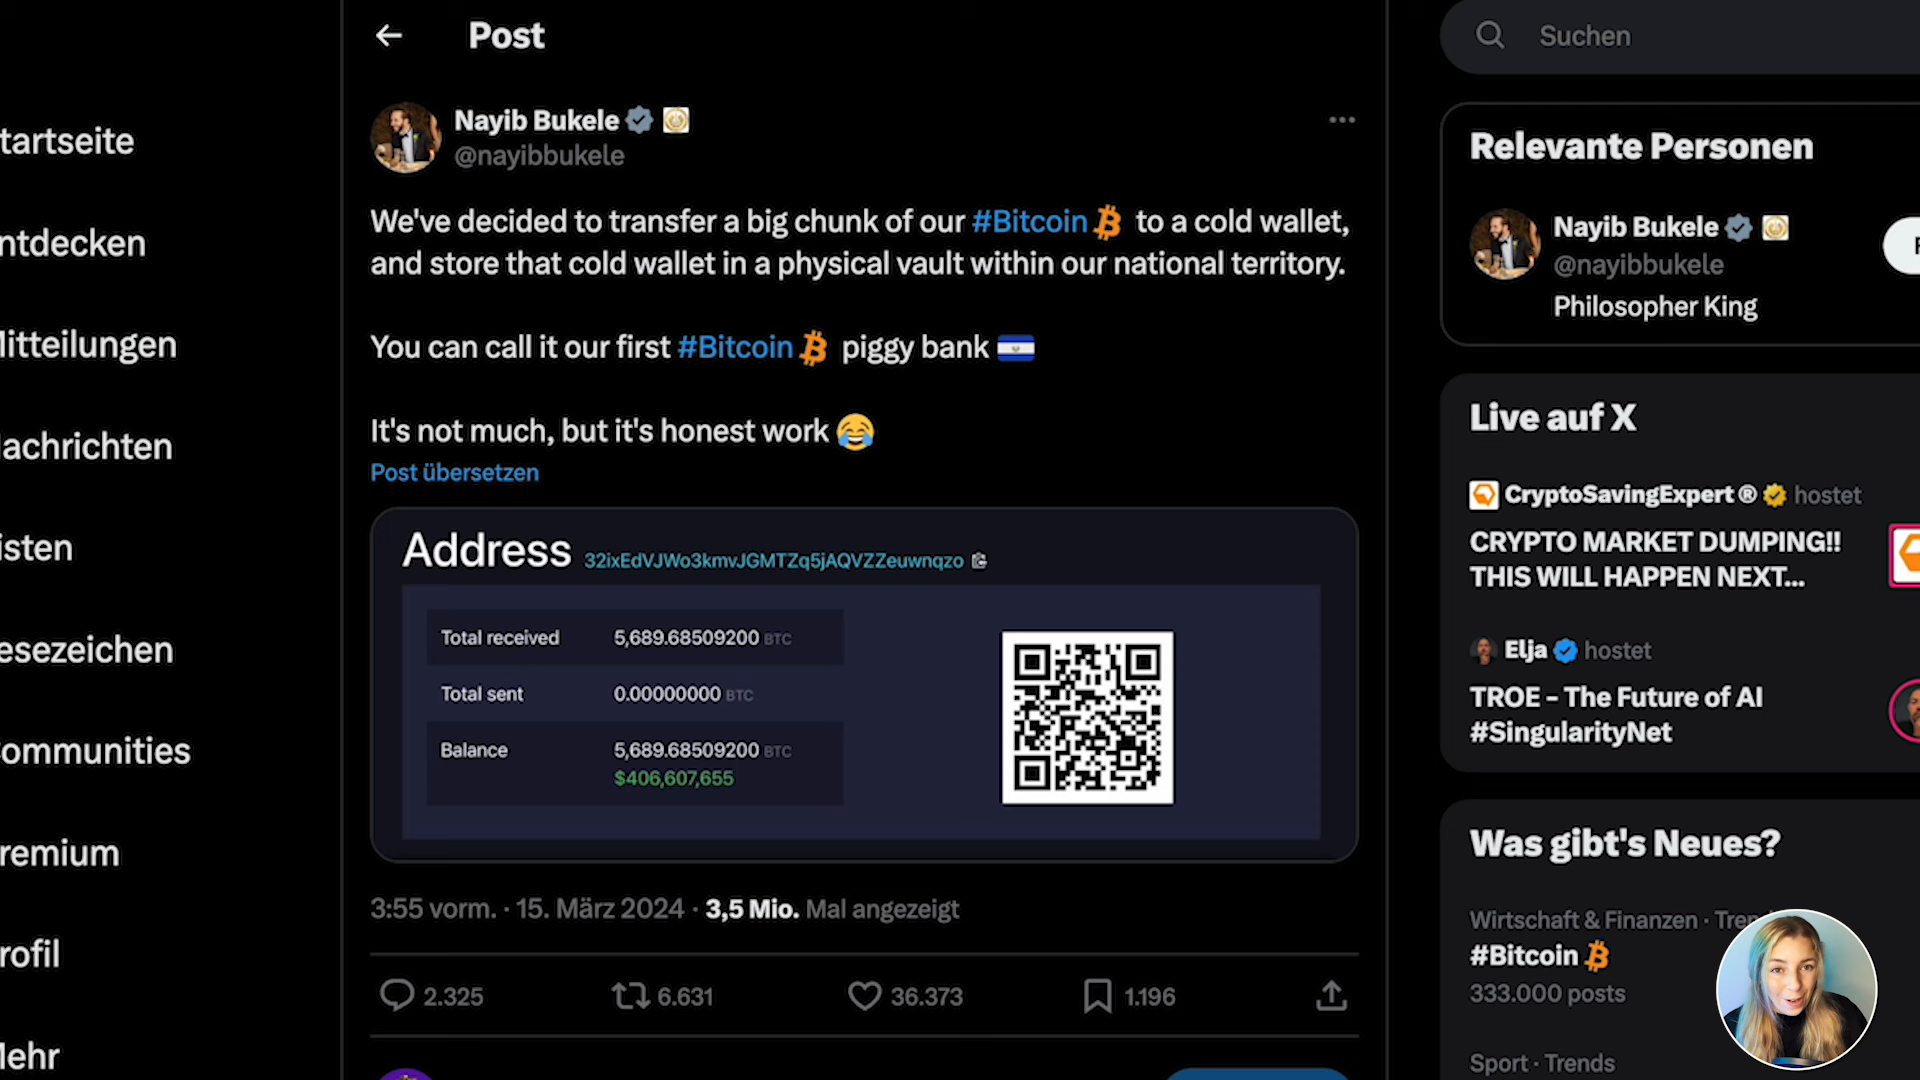 Post
Nayib Bukele
@nayibbukele
We've decided to transfer a big chunk of our #Bitcoin to a cold wallet,
and store that cold wallet in a physical vault within our national territory.
You can call it our first #Bitcoin piggy bank
It's not much, but it's honest work 😂
Post übersetzen
Address 32ixEdVJWo3kmvJGMTZq5jAQVZZeuwnqzo
Total received 5,689.68509200 BTC
Total sent 0.00000000 BTC
Balance 5,689.68509200 BTC
$406,607,655
3:55 vorm. · 15. März 2024 · 3,5 Mio. Mal angezeigt
2.325 6.631 36.373 1.196
tartseite
ntdecken
itteilungen
achrichten
isten
esezeichen
ommunities
remium
rofil
ehr
Suchen
Relevante Personen
Nayib Bukele
@nayibbukele
Philosopher King
Live auf X
CryptoSavingExpert ® hostet
CRYPTO MARKET DUMPING!!
THIS WILL HAPPEN NEXT...
Elja hostet
TROE - The Future of AI
#SingularityNet
Was gibt's Neues?
Wirtschaft & Finanzen · Tren
#Bitcoin
333.000 posts
Sport · Trends